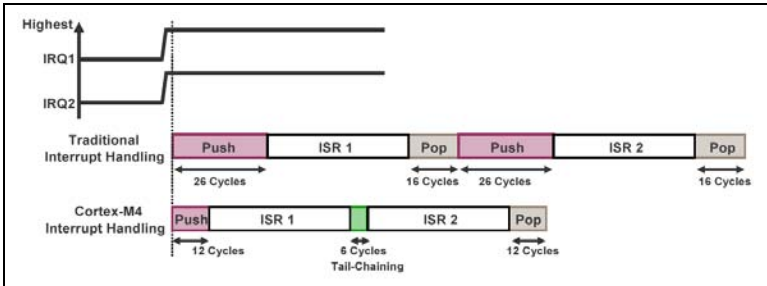 Highest
IRQ1
IRQ2
Traditional
Interrupt Handling
Push ISR 1 Pop Push ISR 2 Pop
26 Cycles 16 Cycles 26 Cycles 16 Cycles
Cortex-M4
Interrupt Handling
Push ISR 1 ISR 2 Pop
12 Cycles 6 Cycles 12 Cycles
Tail-Chaining